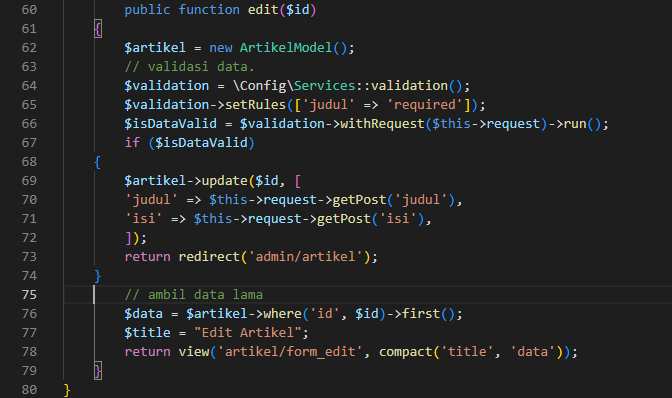 60 public function edit($id)
61 {
62 $artikel = new ArtikelModel();
63 // validasi data.
64 $validation = \Config\Services::validation();
65 $validation->setRules(['judul' => 'required']);
66 $isDataValid = $validation->withRequest($this->request)->run();
67 if ($isDataValid)
68 {
69 $artikel->update($id, [
70 'judul' => $this->request->getPost('judul'),
71 'isi' => $this->request->getPost('isi'),
72 ]);
73 return redirect('admin/artikel');
74 }
75 // ambil data lama
76 $data = $artikel->where('id', $id)->first();
77 $title = "Edit Artikel";
78 return view('artikel/form_edit', compact('title', 'data'));
79 }
80 }